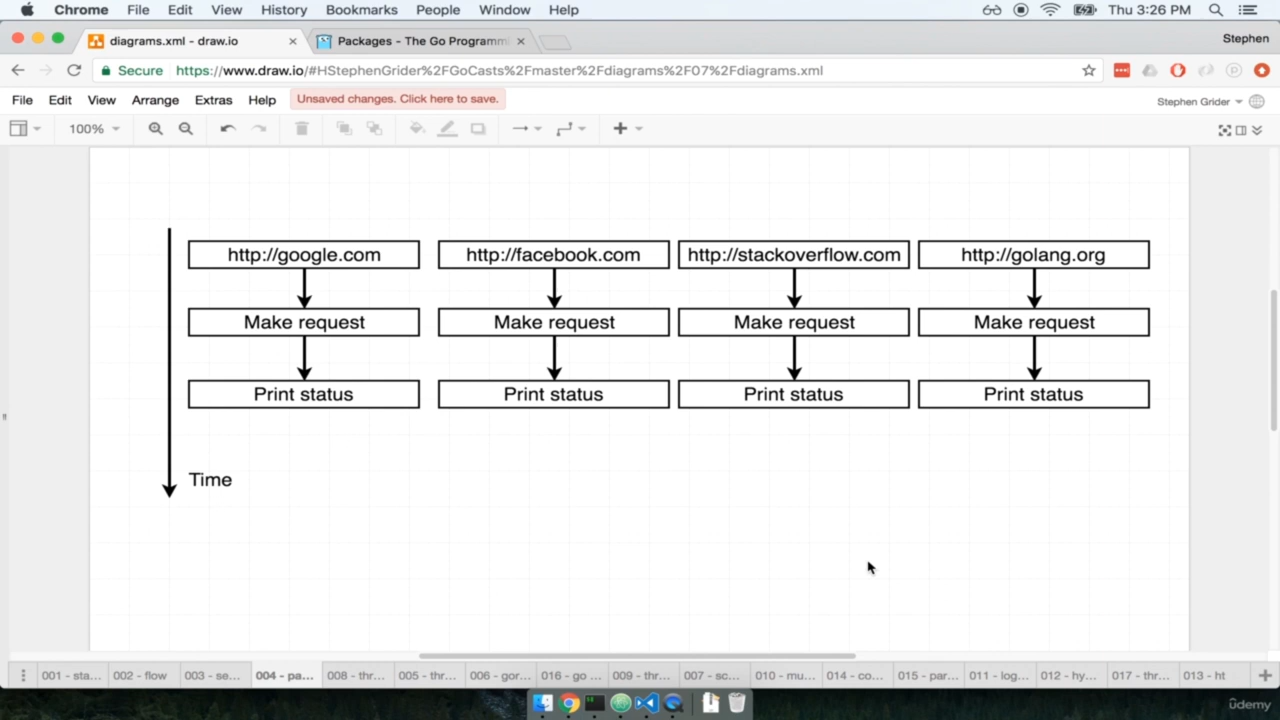 Chrome File Edit View History Bookmarks People Window Help Thu 3:26 PM
diagrams.xml - draw.io Packages - The Go Programmi Stephen
Secure https://www.draw.io/#HStephenGrider%2FGoCasts%2Fmaster%2Fdiagrams%2F07%2Fdiagrams.xml
File Edit View Arrange Extras Help Unsaved changes. Click here to save. Stephen Grider
100%
http://google.com http://facebook.com http://stackoverflow.com http://golang.org
Make request Make request Make request Make request
Print status Print status Print status Print status
Time
001 - sta... 002 - flow 003 - se... 004 - pa... 008 - thr... 005 - thr... 006 - gor... 016 - go ... 009 - thr... 007 - sc... 010 - mu... 014 - co... 015 - par... 011 - log... 012 - hy... 017 - thr... 013 - ht
ûdemy